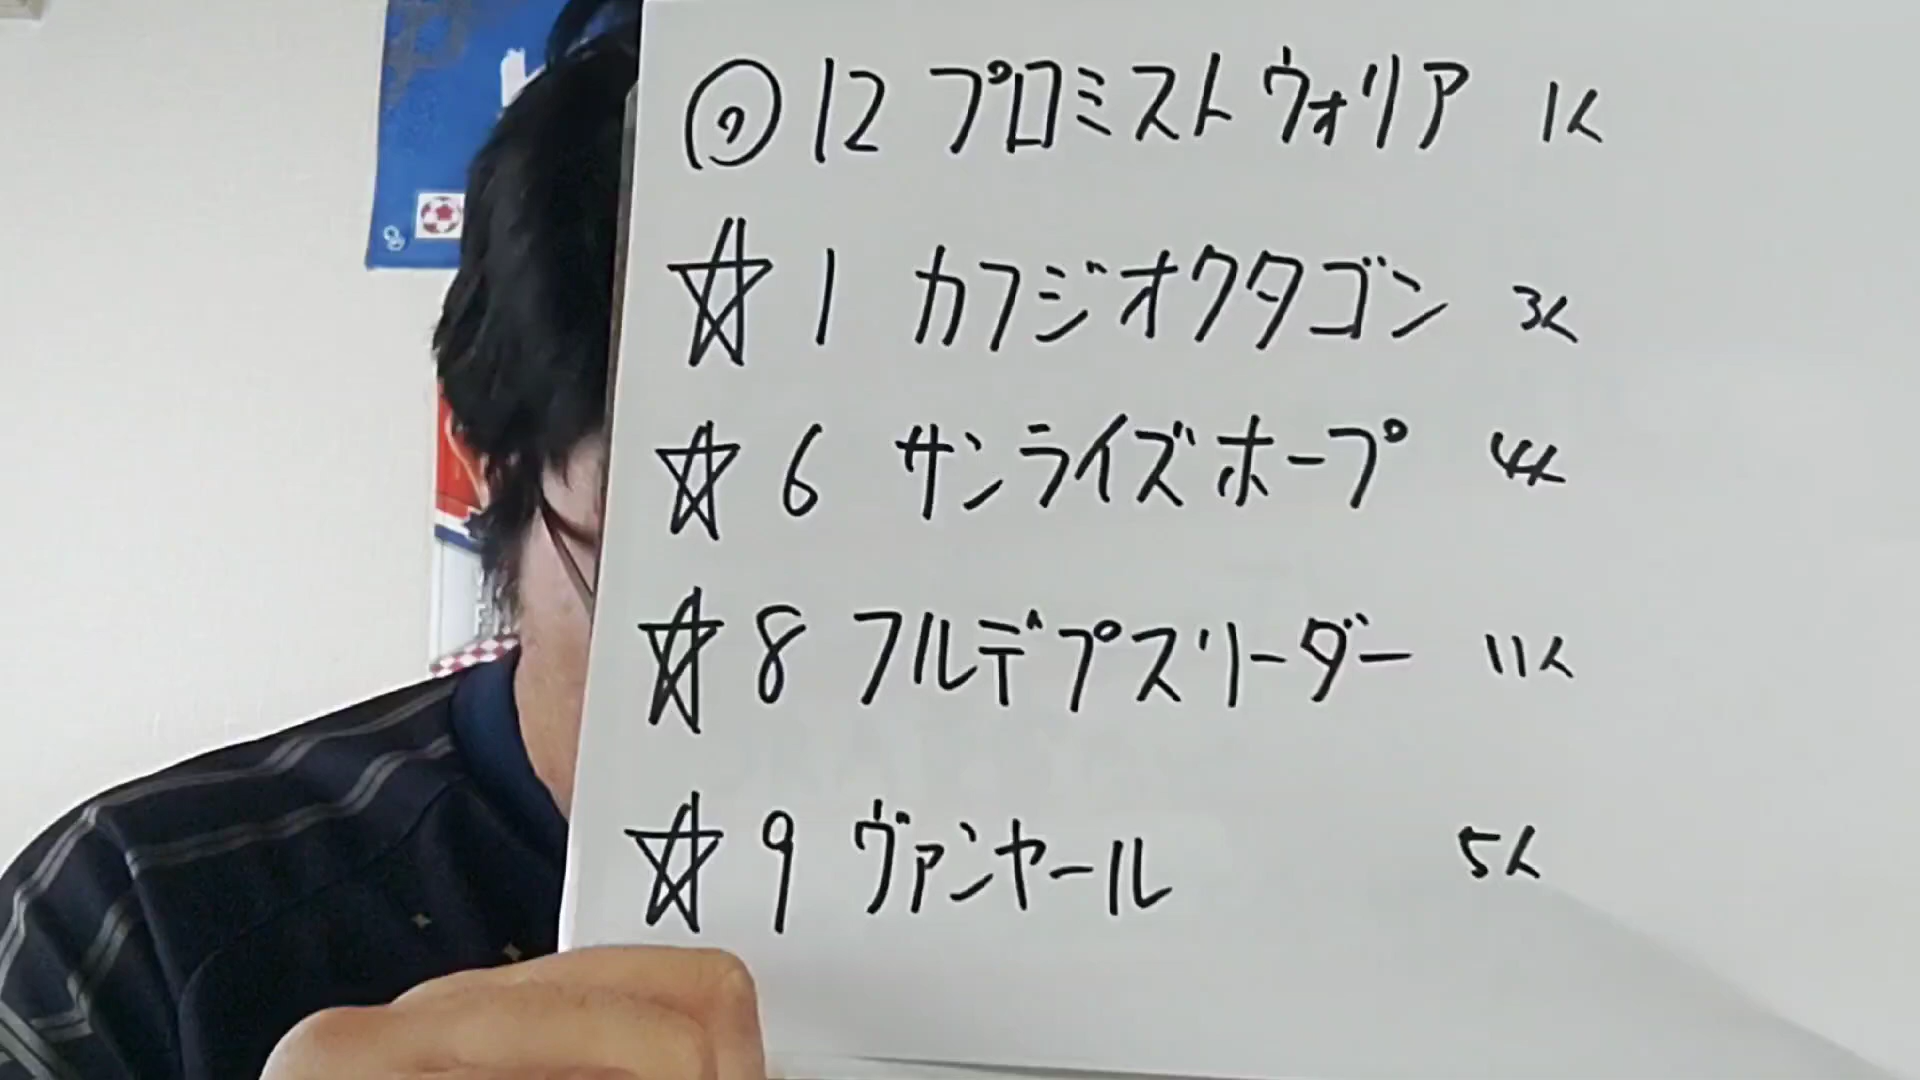 ◎ 12 プロミストウォリア 1人
☆ 1 カフジオクタゴン 3人
☆ 6 サンライズホープ 4人
☆ 8 フルデプスリーダー 11人
☆ 9 ヴァンヤール 5人